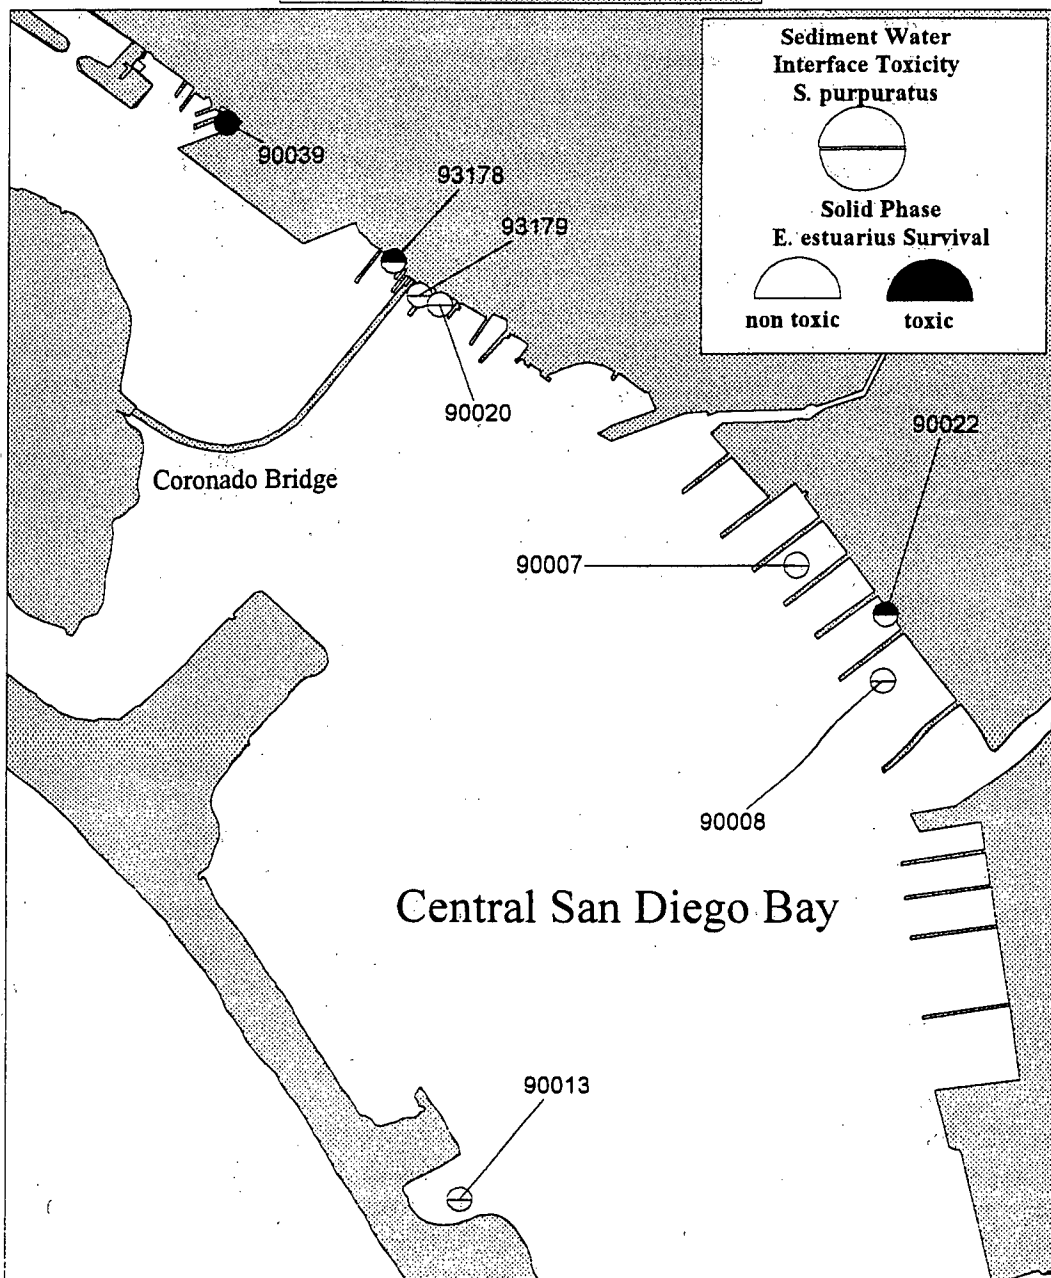 Sediment Water
Interface Toxicity
S. purpuratus
Solid Phase
E. estuarius Survival
non toxic
toxic
90039
93178
93179
90020
90022
Coronado Bridge
90007
90008
Central San Diego Bay
90013